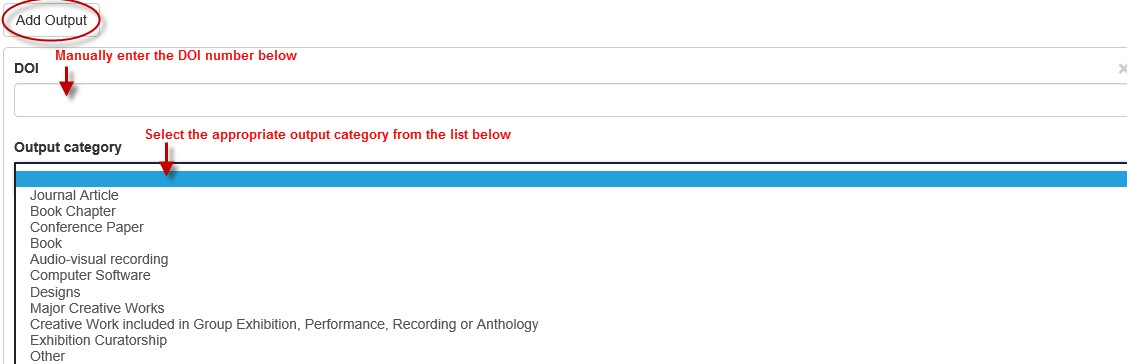 Add Output
Manually enter the DOI number below
DOI
Select the appropriate output category from the list below
Output category
Journal Article
Book Chapter
Conference Paper
Book
Audio-visual recording
Computer Software
Designs
Major Creative Works
Creative Work included in Group Exhibition, Performance, Recording or Anthology
Exhibition Curatorship
Other